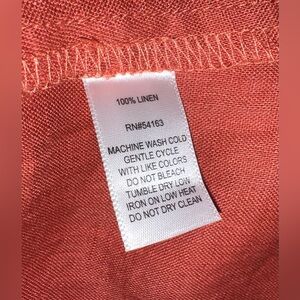 100% LINEN
RN#54163
MACHINE WASH COLD
GENTLE CYCLE
WITH LIKE COLORS
DO NOT BLEACH
TUMBLE DRY LOW
IRON ON LOW HEAT
DO NOT DRY CLEAN